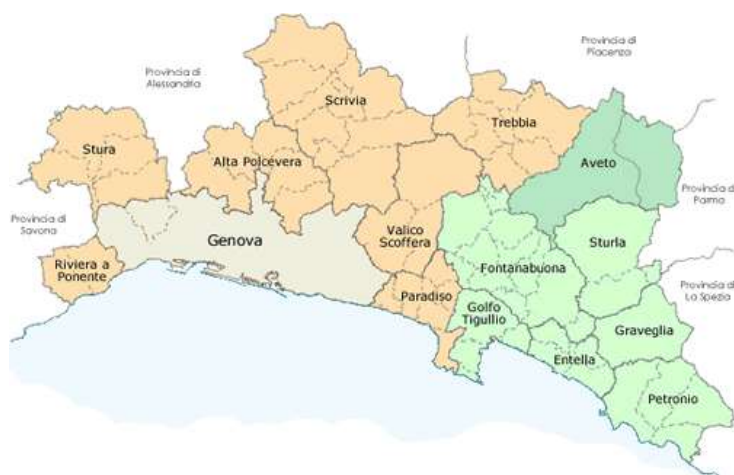 Provincia di
Piacenza
Provincia di
Alessandria
Scrivia
Trebbia
Stura
Alta Polcevera
Aveto
Provincia di
Parma
Provincia di
Savona
Genova
Valico
Scoffera
Sturla
Riviera a
Ponente
Fontanabuona
Provincia di
La Spezia
Paradiso
Golfo
Tigullio
Graveglia
Entella
Petronio